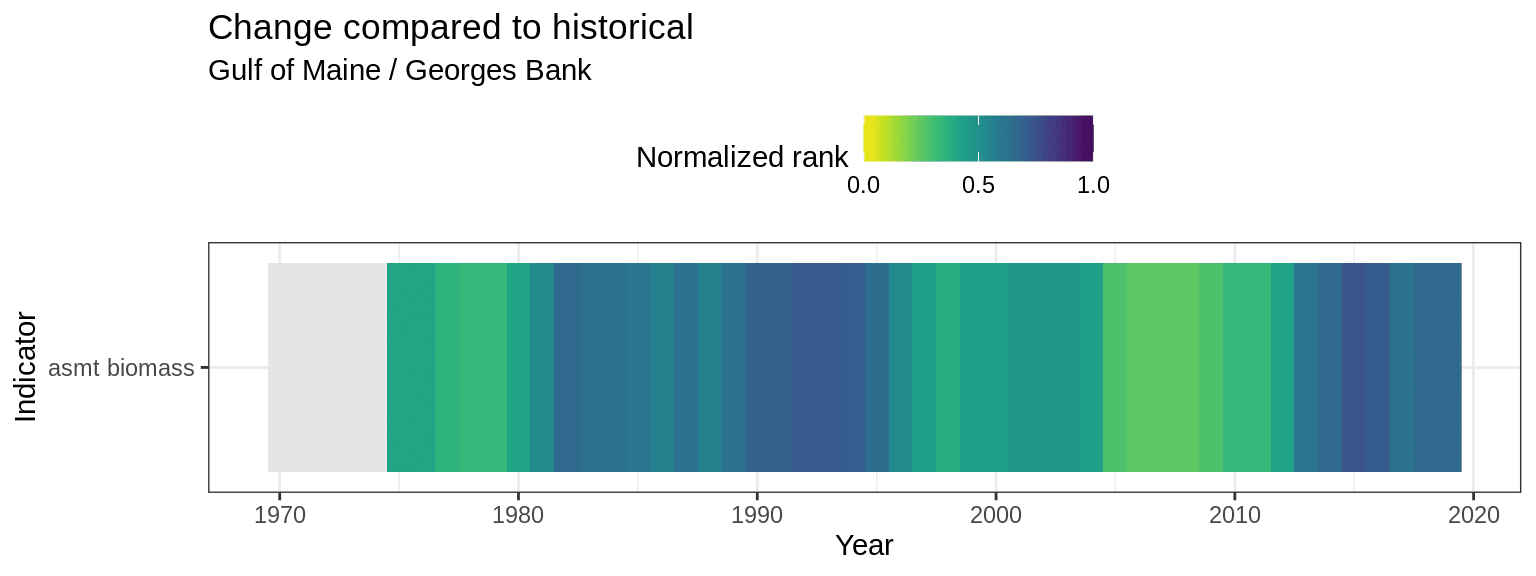 Change compared to historical
Gulf of Maine / Georges Bank
Normalized rank
0.0 0.5 1.0
Indicator
asmt biomass
1970 1980 1990 2000 2010 2020
Year